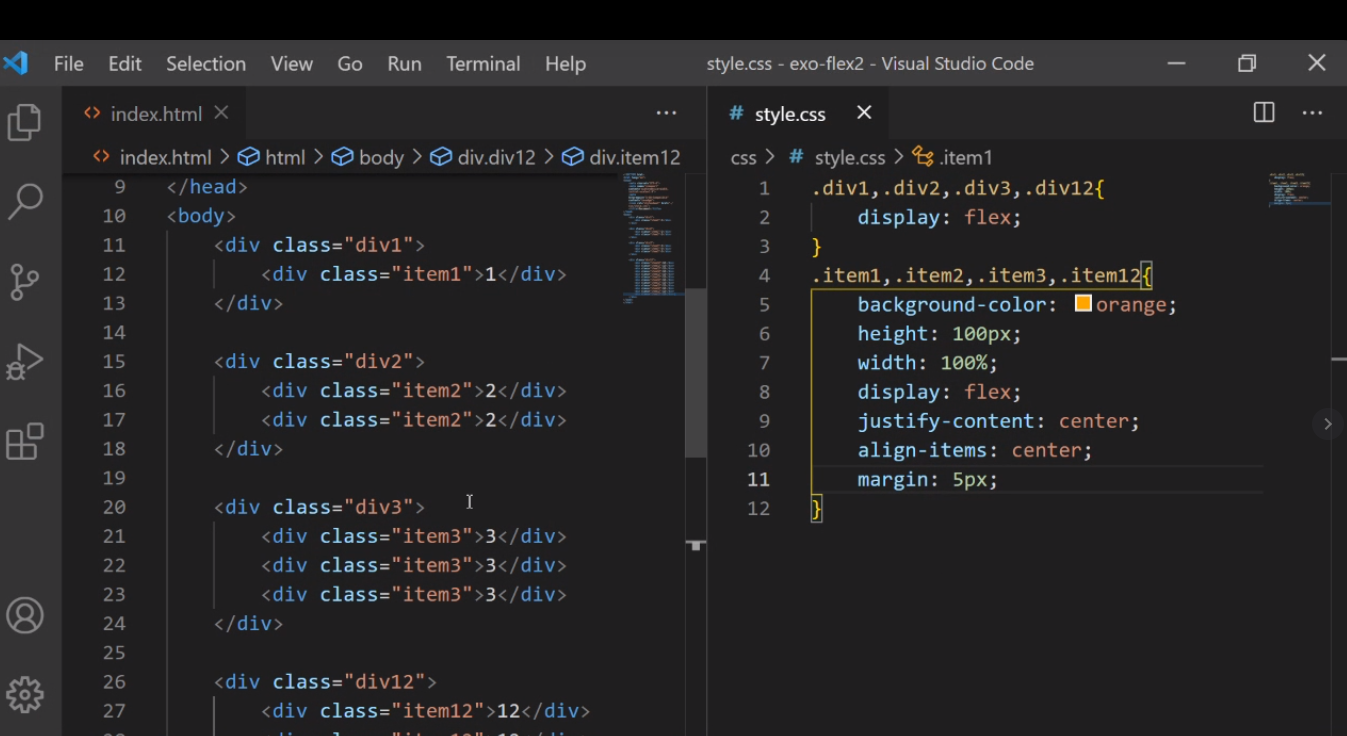 File Edit Selection View Go Run Terminal Help
style.css - exo-flex2 - Visual Studio Code
index.html
index.html > html > body > div.div12 > div.item12
9 </head>
10 <body>
11 <div class="div1">
12 <div class="item1">1</div>
13 </div>
14
15 <div class="div2">
16 <div class="item2">2</div>
17 <div class="item2">2</div>
18 </div>
19
20 <div class="div3">
21 <div class="item3">3</div>
22 <div class="item3">3</div>
23 <div class="item3">3</div>
24 </div>
25
26 <div class="div12">
27 <div class="item12">12</div>
# style.css
css > # style.css > .item1
1 .div1,.div2,.div3,.div12{
2 display: flex;
3 }
4 .item1,.item2,.item3,.item12{
5 background-color: orange;
6 height: 100px;
7 width: 100%;
8 display: flex;
9 justify-content: center;
10 align-items: center;
11 margin: 5px;
12 }